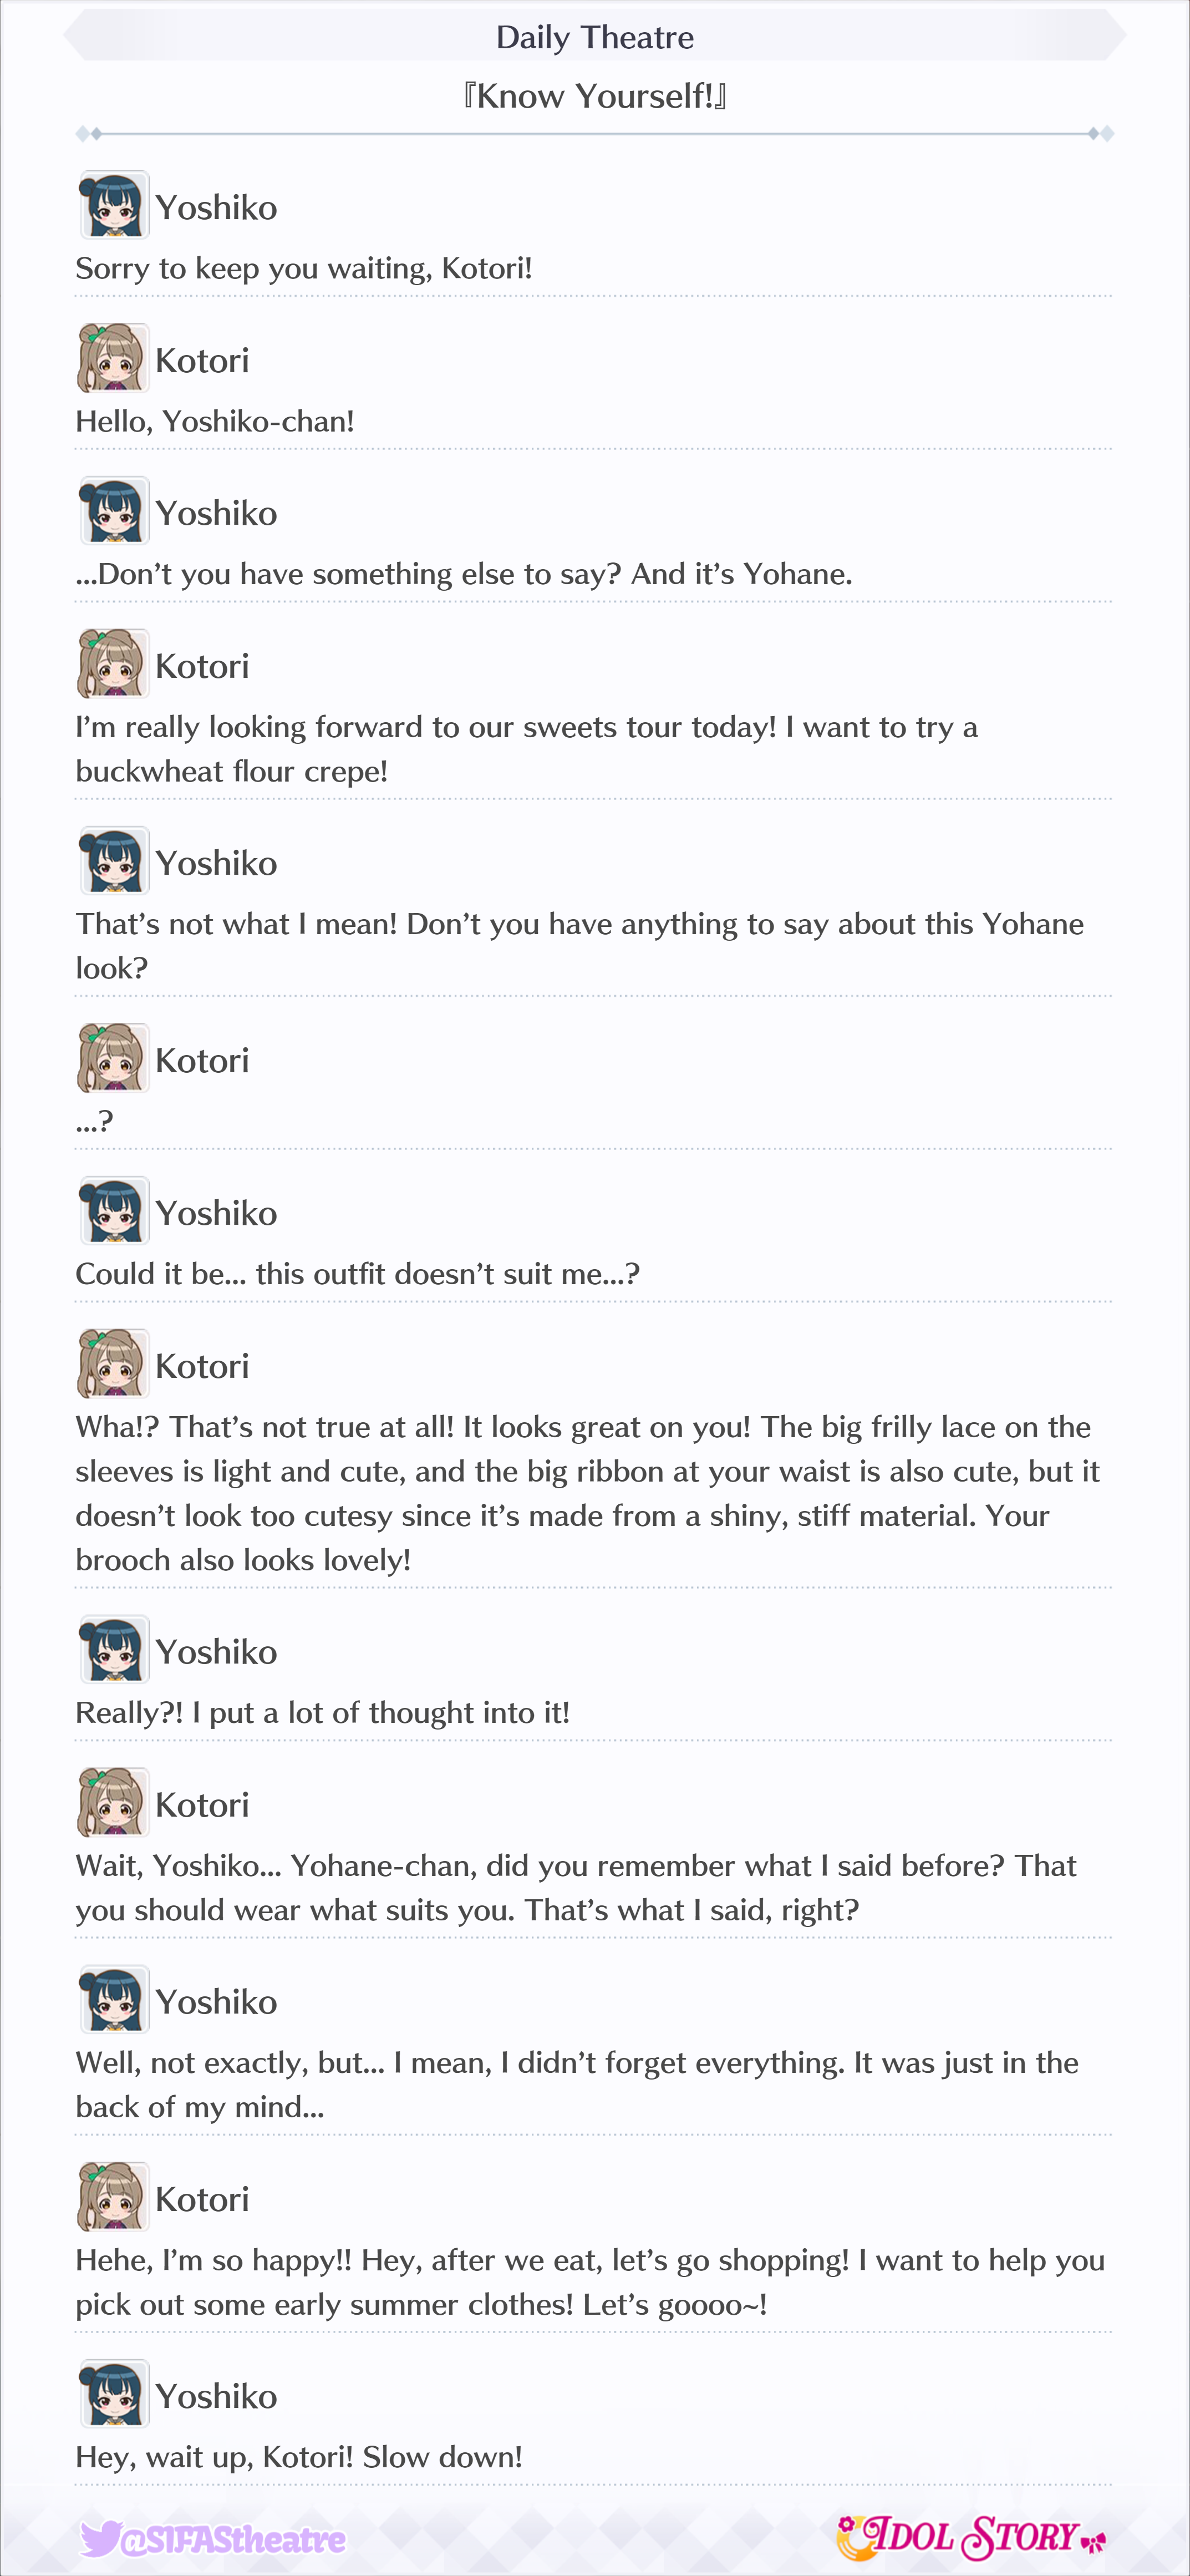 Daily Theatre
『Know Yourself!』
Yoshiko
Sorry to keep you waiting, Kotori!
Kotori
Hello, Yoshiko-chan!
Yoshiko
...Don’t you have something else to say? And it’s Yohane.
Kotori
I’m really looking forward to our sweets tour today! I want to try a
buckwheat flour crepe!
Yoshiko
That’s not what I mean! Don’t you have anything to say about this Yohane
look?
Kotori
...?
Yoshiko
Could it be... this outfit doesn’t suit me...?
Kotori
Wha!? That’s not true at all! It looks great on you! The big frilly lace on the
sleeves is light and cute, and the big ribbon at your waist is also cute, but it
doesn’t look too cutesy since it’s made from a shiny, stiff material. Your
brooch also looks lovely!
Yoshiko
Really?! I put a lot of thought into it!
Kotori
Wait, Yoshiko... Yohane-chan, did you remember what I said before? That
you should wear what suits you. That’s what I said, right?
Yoshiko
Well, not exactly, but... I mean, I didn’t forget everything. It was just in the
back of my mind...
Kotori
Hehe, I’m so happy!! Hey, after we eat, let’s go shopping! I want to help you
pick out some early summer clothes! Let’s goooo~!
Yoshiko
Hey, wait up, Kotori! Slow down!
@SIFAStheatre
IDOL STORY